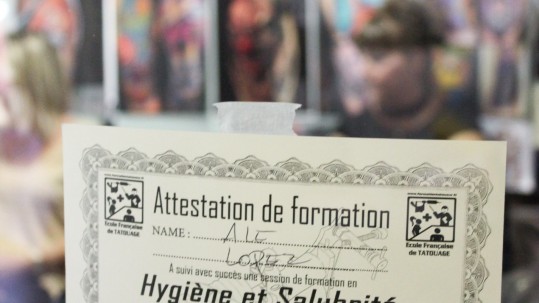 Attestation de formation
NAME: ALE
LOPEZ
A suivi avec succès une session de formation en
Hygiène et Salubrité
Ecole Française
de TATOUAGE
Ecole Française
de TATOUAGE